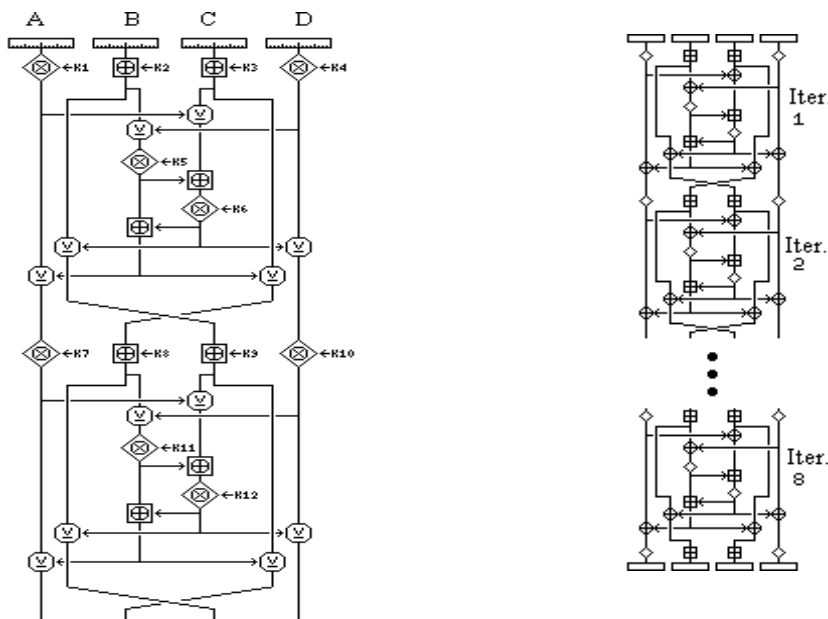 A B C D
K1 K2 K3 K4
K5
K6
K7 K8 K9 K10
K11
K12
Iter.
1
Iter.
2
Iter.
8